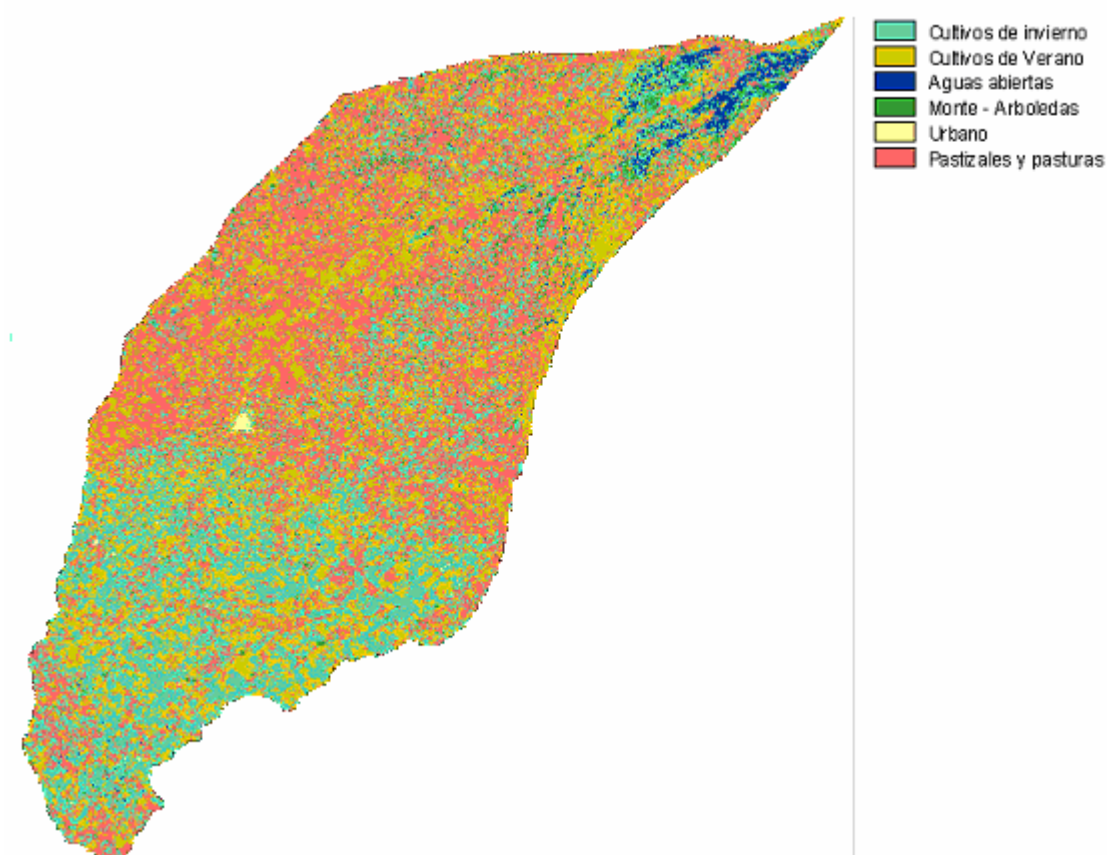 Cultivos de invierno
Cultivos de Verano
Aguas abiertas
Monte - Arboledas
Urbano
Pastizales y pasturas